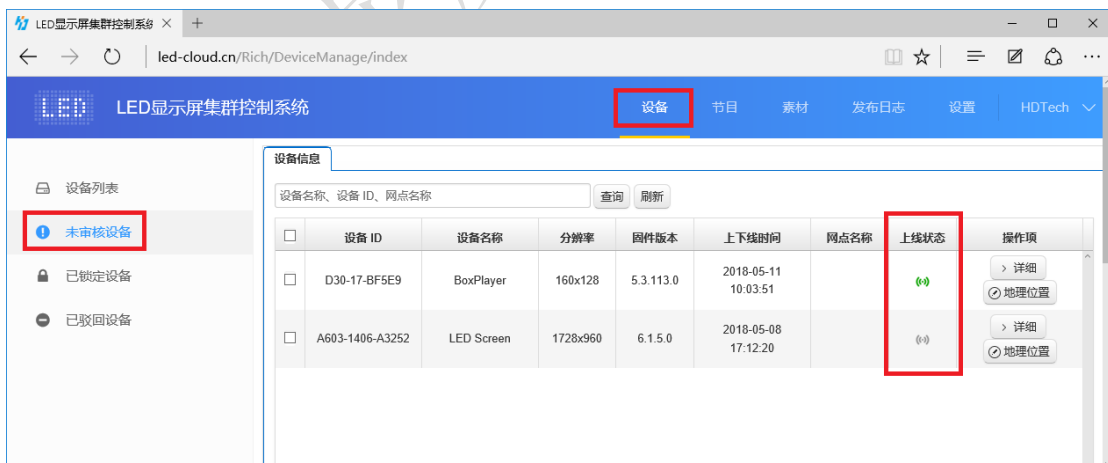 LED显示屏集群控制系统
led-cloud.cn/Rich/DeviceManage/index
LED LED显示屏集群控制系统 设备 节目 素材 发布日志 设置 HDTech
设备列表
未审核设备
已锁定设备
已驳回设备
设备信息
设备名称、设备 ID、网点名称 查询 刷新
设备 ID 设备名称 分辨率 固件版本 上下线时间 网点名称 上线状态 操作项
D30-17-BF5E9 BoxPlayer 160x128 5.3.113.0 2018-05-11 10:03:51 > 详细 地理位置
A603-1406-A3252 LED Screen 1728x960 6.1.5.0 2018-05-08 17:12:20 > 详细 地理位置